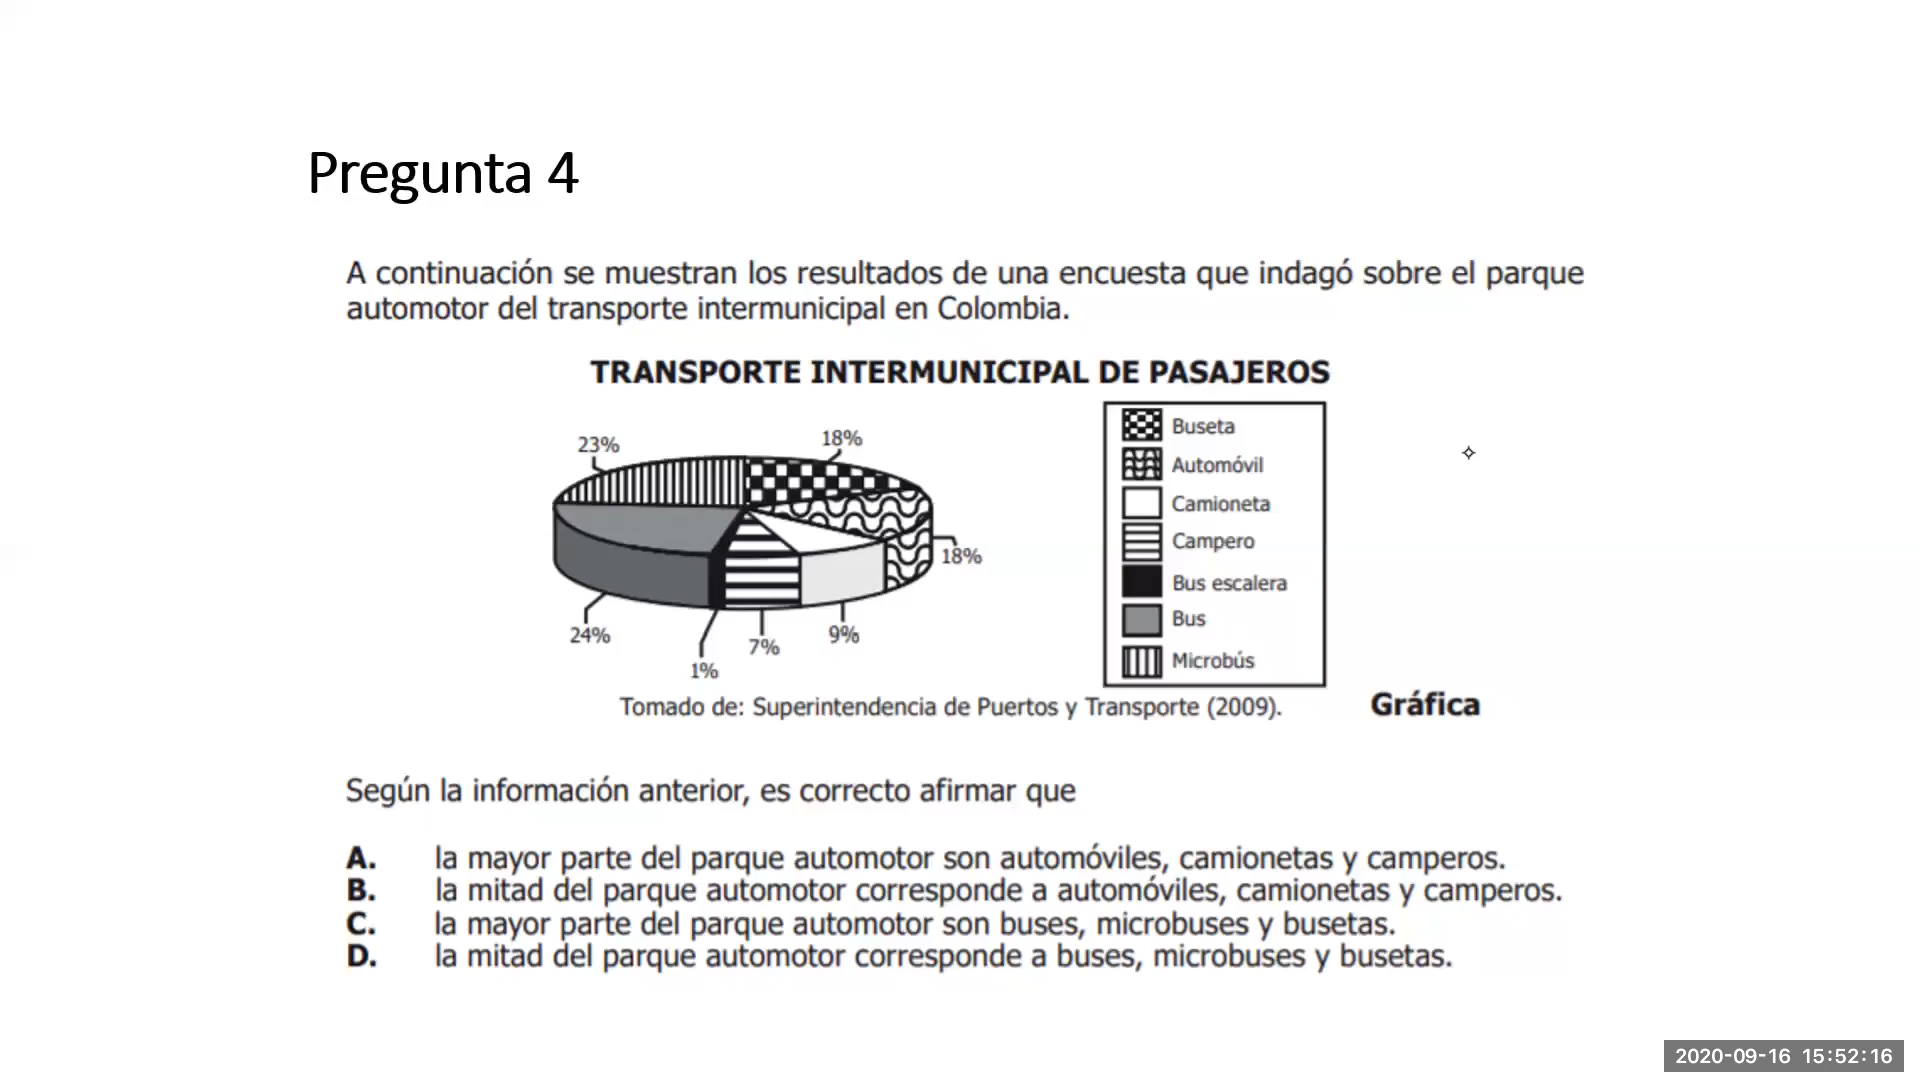 Pregunta 4
A continuación se muestran los resultados de una encuesta que indagó sobre el parque
automotor del transporte intermunicipal en Colombia.
TRANSPORTE INTERMUNICIPAL DE PASAJEROS
23%
18%
18%
24%
1%
7%
9%
Buseta
Automóvil
Camioneta
Campero
Bus escalera
Bus
Microbús
Tomado de: Superintendencia de Puertos y Transporte (2009).
Gráfica
Según la información anterior, es correcto afirmar que
A. la mayor parte del parque automotor son automóviles, camionetas y camperos.
B. la mitad del parque automotor corresponde a automóviles, camionetas y camperos.
C. la mayor parte del parque automotor son buses, microbuses y busetas.
D. la mitad del parque automotor corresponde a buses, microbuses y busetas.
2020-09-16 15:52:16